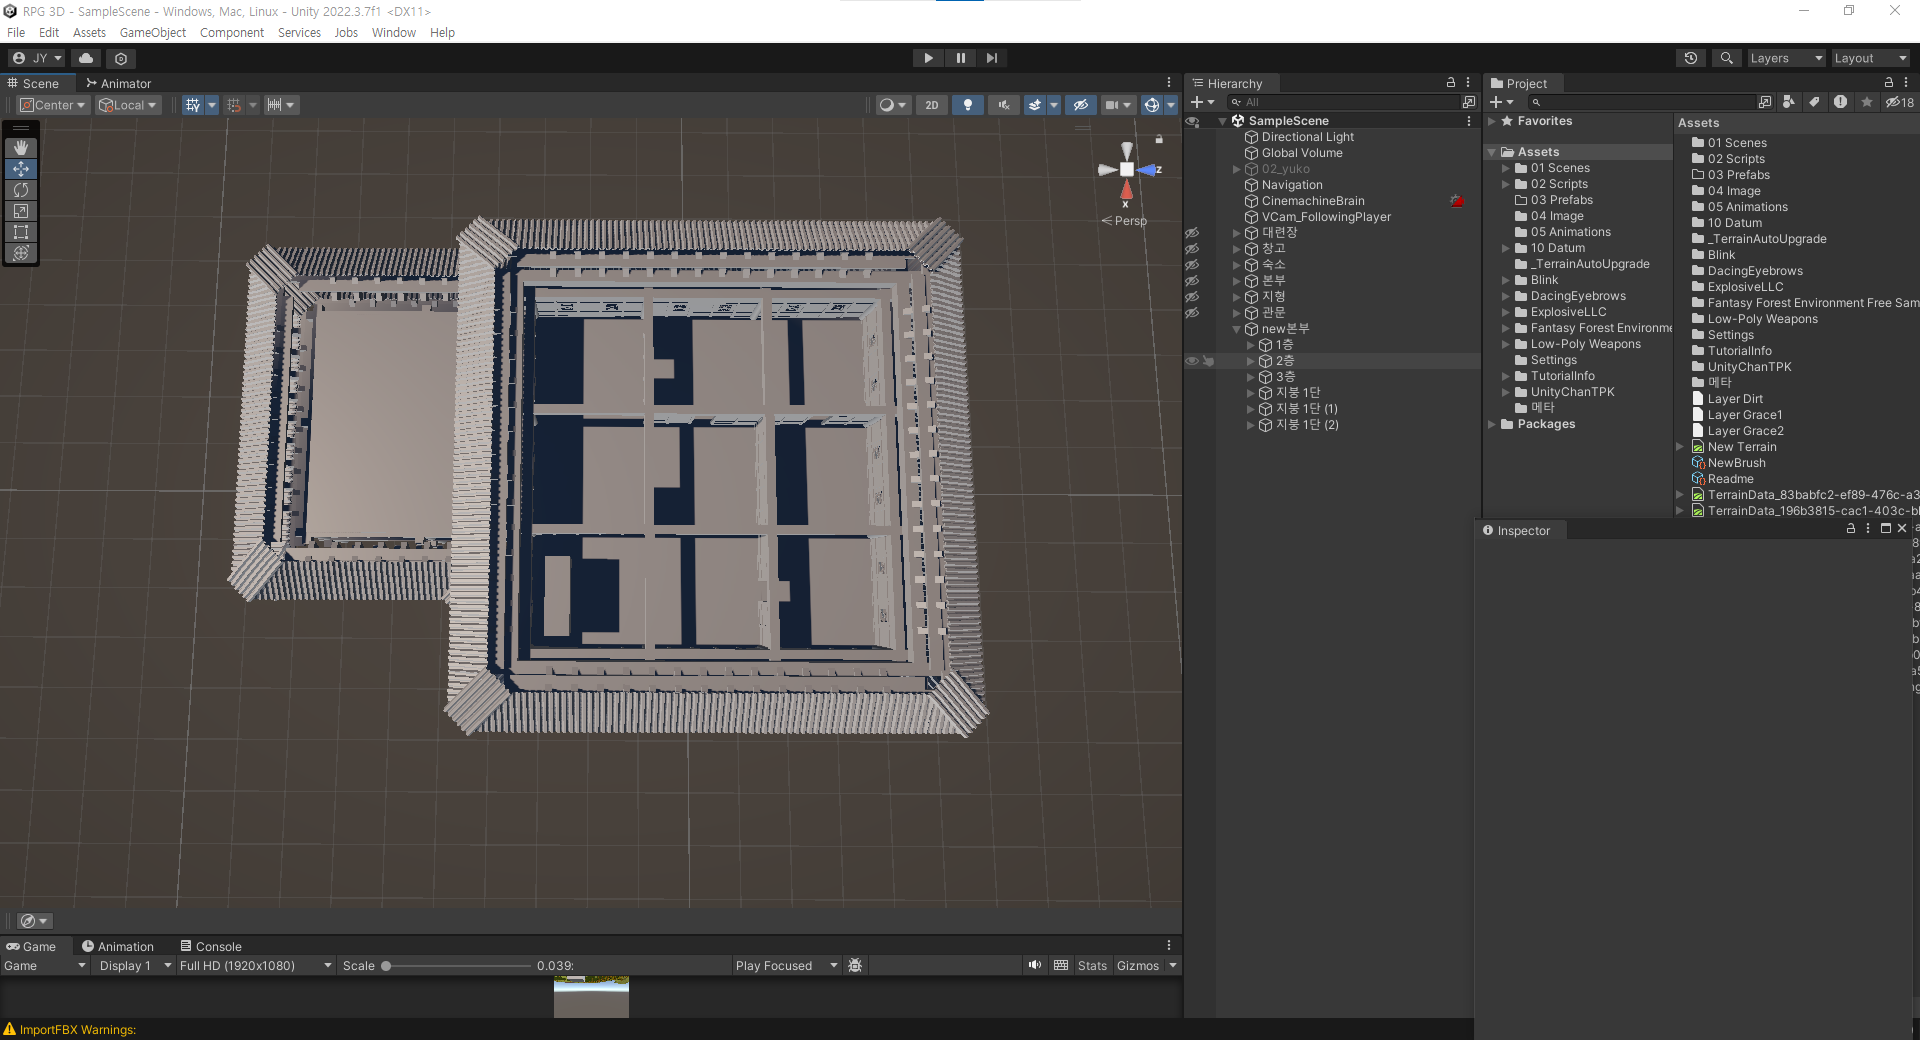 RPG 3D - SampleScene - Windows, Mac, Linux - Unity 2022.3.7f1 <DX11>
File Edit Assets GameObject Component Services Jobs Window Help
JY
Layers
Layout
Scene
Animator
Center
Local
2D
z
x
< Persp
Hierarchy
All
SampleScene
Directional Light
Global Volume
02_yuko
Navigation
CinemachineBrain
VCam_FollowingPlayer
대련장
창고
숙소
본부
지형
관문
new본부
1층
2층
3층
지붕 1단
지붕 1단 (1)
지붕 1단 (2)
Project
18
Favorites
Assets
01 Scenes
02 Scripts
03 Prefabs
04 Image
05 Animations
10 Datum
_TerrainAutoUpgrade
Blink
DacingEyebrows
ExplosiveLLC
Fantasy Forest Environme
Low-Poly Weapons
Settings
TutorialInfo
UnityChanTPK
메타
Packages
Assets
01 Scenes
02 Scripts
03 Prefabs
04 Image
05 Animations
10 Datum
_TerrainAutoUpgrade
Blink
DacingEyebrows
ExplosiveLLC
Fantasy Forest Environment Free Sam
Low-Poly Weapons
Settings
TutorialInfo
UnityChanTPK
메타
Layer Dirt
Layer Grace1
Layer Grace2
New Terrain
NewBrush
Readme
TerrainData_83babfc2-ef89-476c-a3
TerrainData_196b3815-cac1-403c-bl
Inspector
Game
Animation
Console
Game
Display 1
Full HD (1920x1080)
Scale
0.039:
Play Focused
Stats
Gizmos
ImportFBX Warnings: